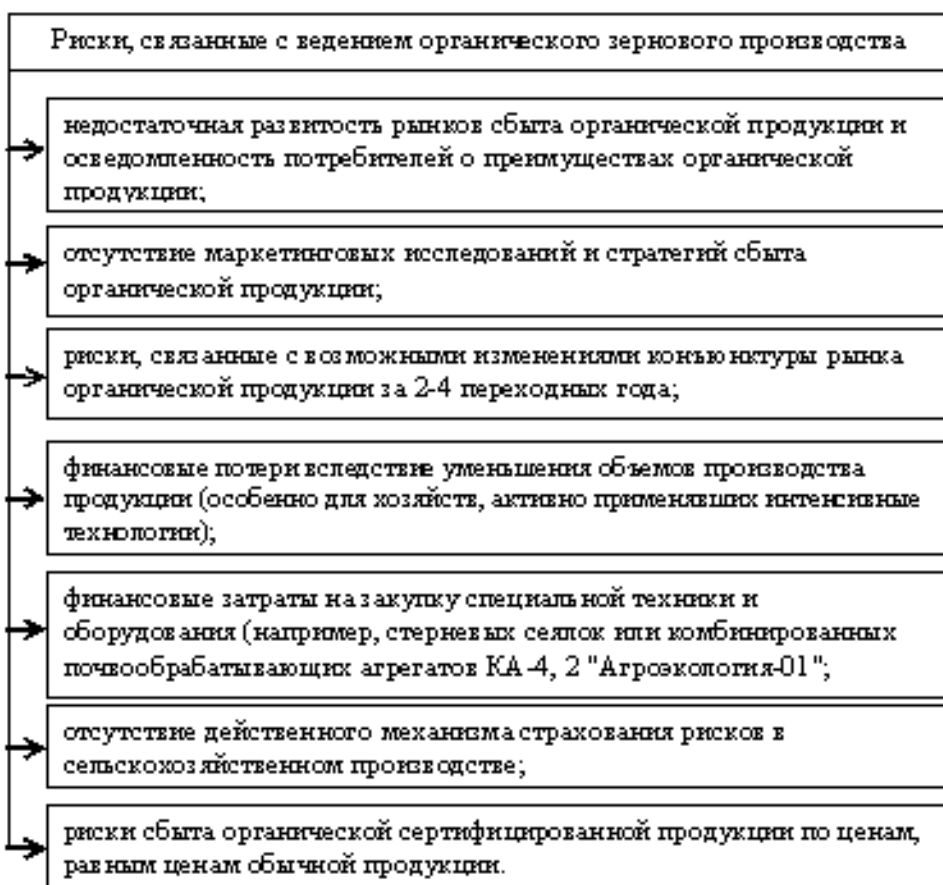 Риски, связанные с ведением органического зернового производства
недостаточная развитость рынков сбыта органической продукции и
осведомленность потребителей о преимуществах органической
продукции;
отсутствие маркетинговых исследований и стратегий сбыта
органической продукции;
риски, связанные с возможными изменениями конъюнктуры рынка
органической продукции за 2-4 переходных года;
финансовые потери вследствие уменьшения объемов производства
продукции (особенно для хозяйств, активно применявших интенсивные
технологии);
финансовые затраты на закупку специальной техники и
оборудования (например, стерневых сеялок или комбинированных
почвообрабатывающих агрегатов КА-4, 2 "Агроэкология-01";
отсутствие действенного механизма страхования рисков в
сельскохозяйственном производстве;
риски сбыта органической сертифицированной продукции по ценам,
равным ценам обычной продукции.